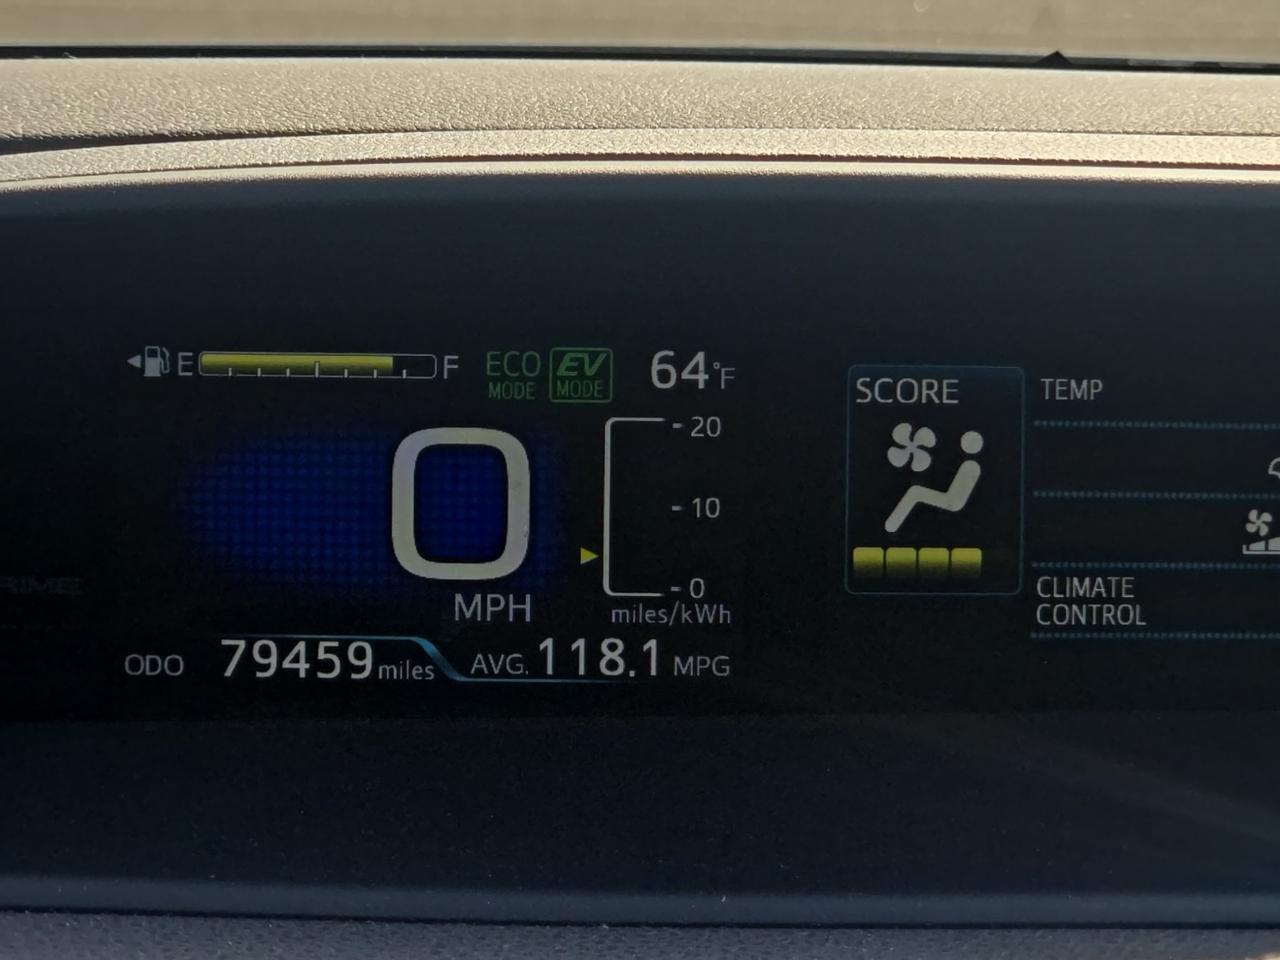 E F ECO MODE EV MODE 64°F
SCORE
TEMP
20
10
0
0
MPH
miles/kWh
ODO 79459 miles AVG. 118.1 MPG
CLIMATE
CONTROL
RIME